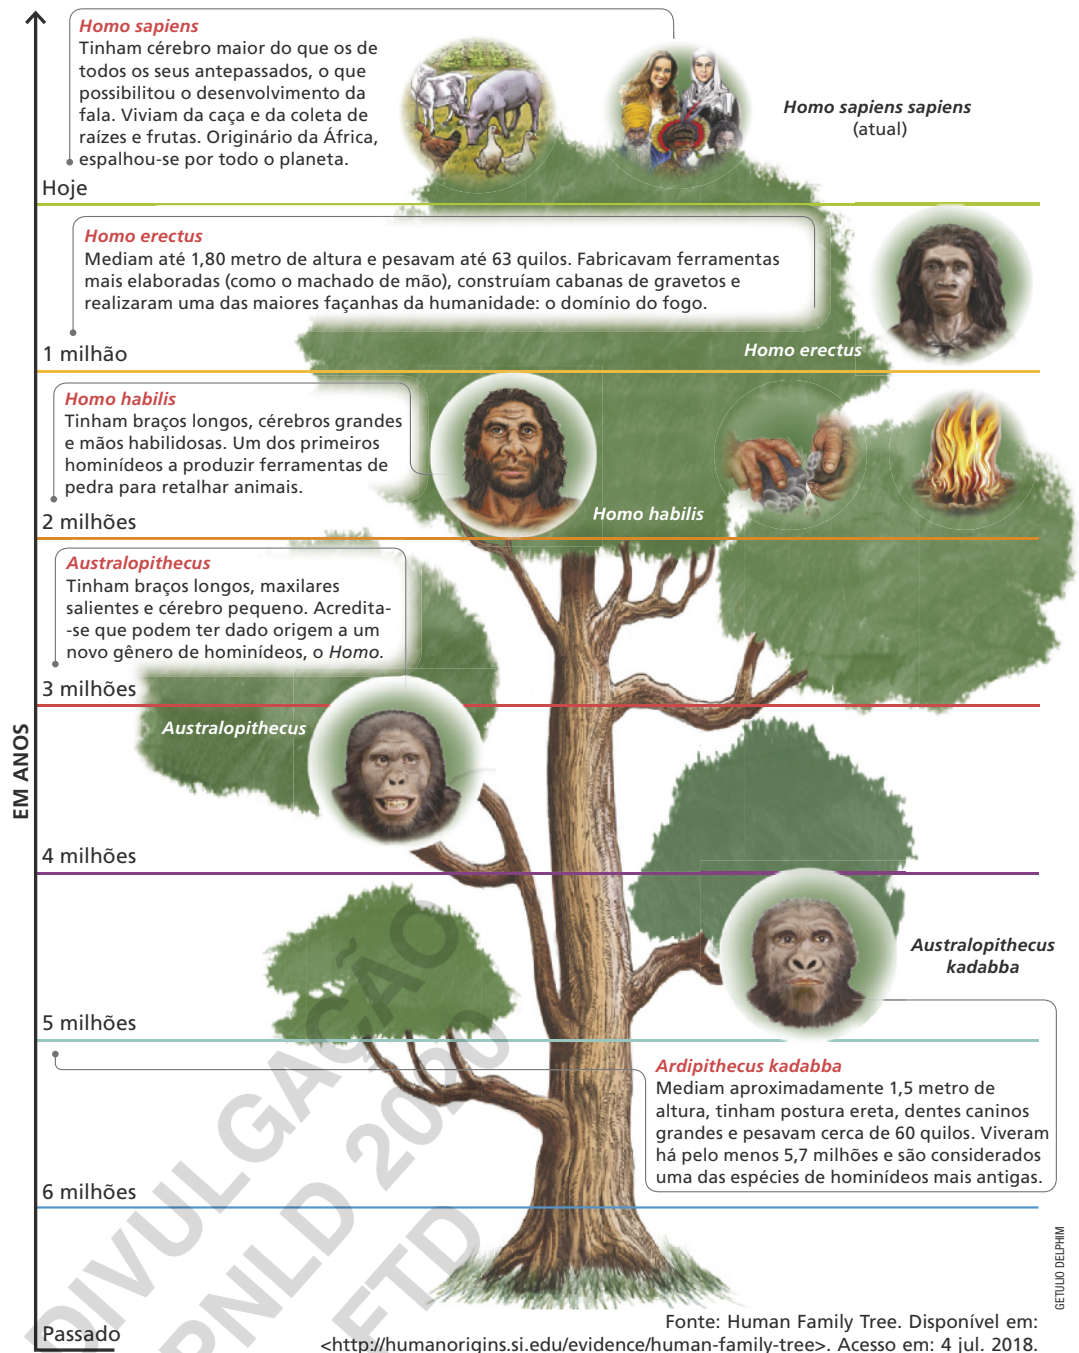 Homo sapiens
Tinham cérebro maior do que os de
todos os seus antepassados, o que
possibilitou o desenvolvimento da
fala. Viviam da caça e da coleta de
raízes e frutas. Originário da África,
espalhou-se por todo o planeta.
Homo sapiens sapiens
(atual)
Hoje
Homo erectus
Mediam até 1,80 metro de altura e pesavam até 63 quilos. Fabricavam ferramentas
mais elaboradas (como o machado de mão), construíam cabanas de gravetos e
realizaram uma das maiores façanhas da humanidade: o domínio do fogo.
Homo erectus
1 milhão
Homo habilis
Tinham braços longos, cérebros grandes
e mãos habilidosas. Um dos primeiros
hominídeos a produzir ferramentas de
pedra para retalhar animais.
Homo habilis
2 milhões
Australopithecus
Tinham braços longos, maxilares
salientes e cérebro pequeno. Acredita-
-se que podem ter dado origem a um
novo gênero de hominídeos, o Homo.
3 milhões
Australopithecus
EM ANOS
4 milhões
Australopithecus
kadabba
5 milhões
Ardipithecus kadabba
Mediam aproximadamente 1,5 metro de
altura, tinham postura ereta, dentes caninos
grandes e pesavam cerca de 60 quilos. Viveram
há pelo menos 5,7 milhões e são considerados
uma das espécies de hominídeos mais antigas.
6 milhões
Passado
DIVULGAÇÃO
PNLD 2020
FTD
GETULIO DELPHIM
Fonte: Human Family Tree. Disponível em:
<http://humanorigins.si.edu/evidence/human-family-tree>. Acesso em: 4 jul. 2018.